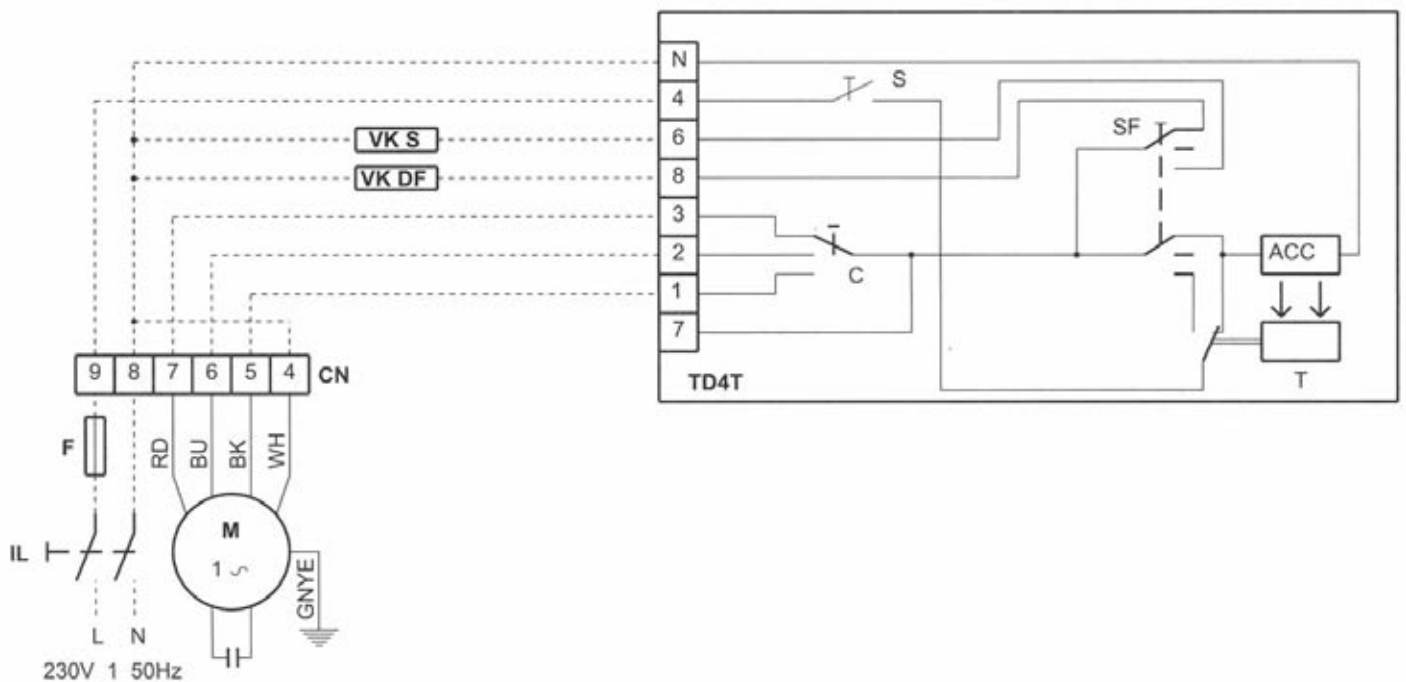 N
4
S
6
VK S
SF
8
VK DF
3
2
C
ACC
1
7
TD4T
T
9 8 7 6 5 4 CN
F
RD BU BK WH
M
1
IL
GNYE
L N
230V 1 50Hz